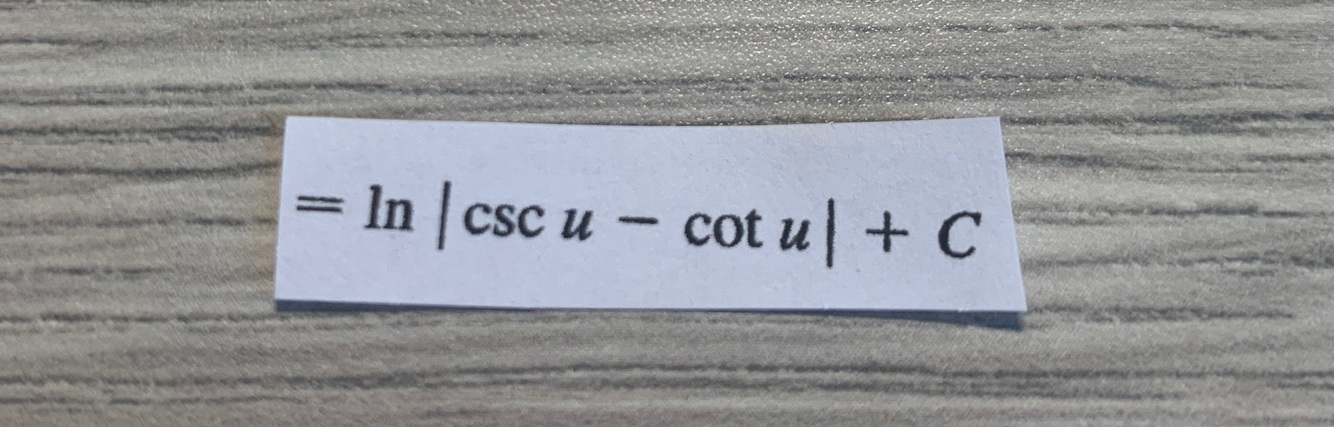 = ln |csc u − cot u| + C